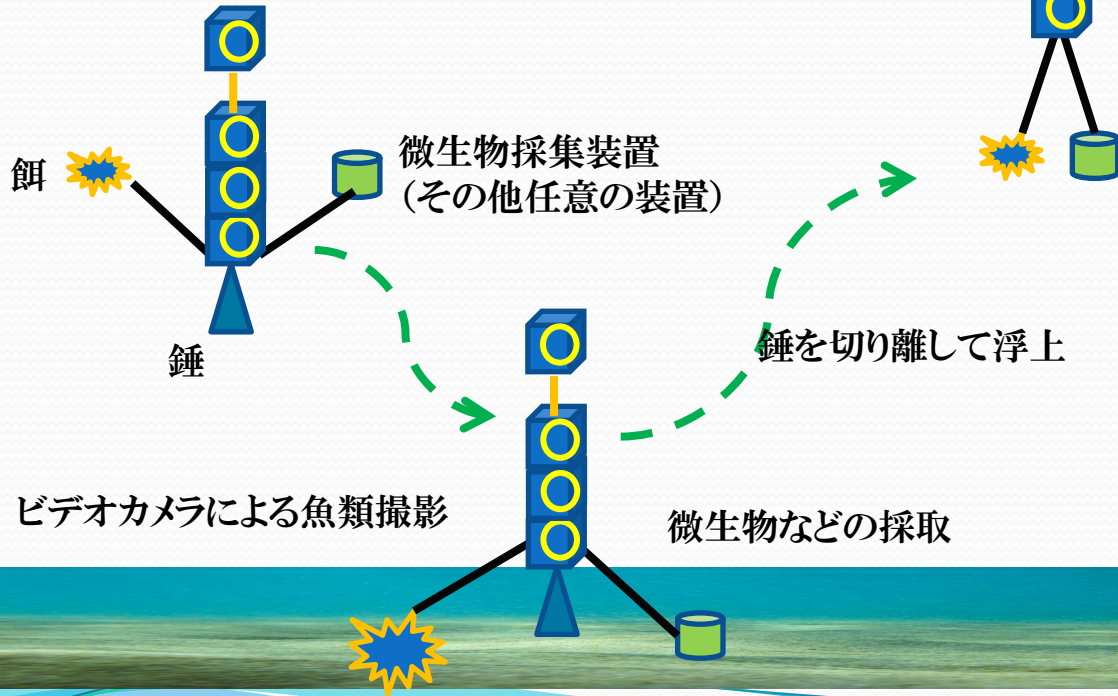 餌
微生物採集装置
（その他任意の装置）
錘
錘を切り離して浮上
ビデオカメラによる魚類撮影
微生物などの採取